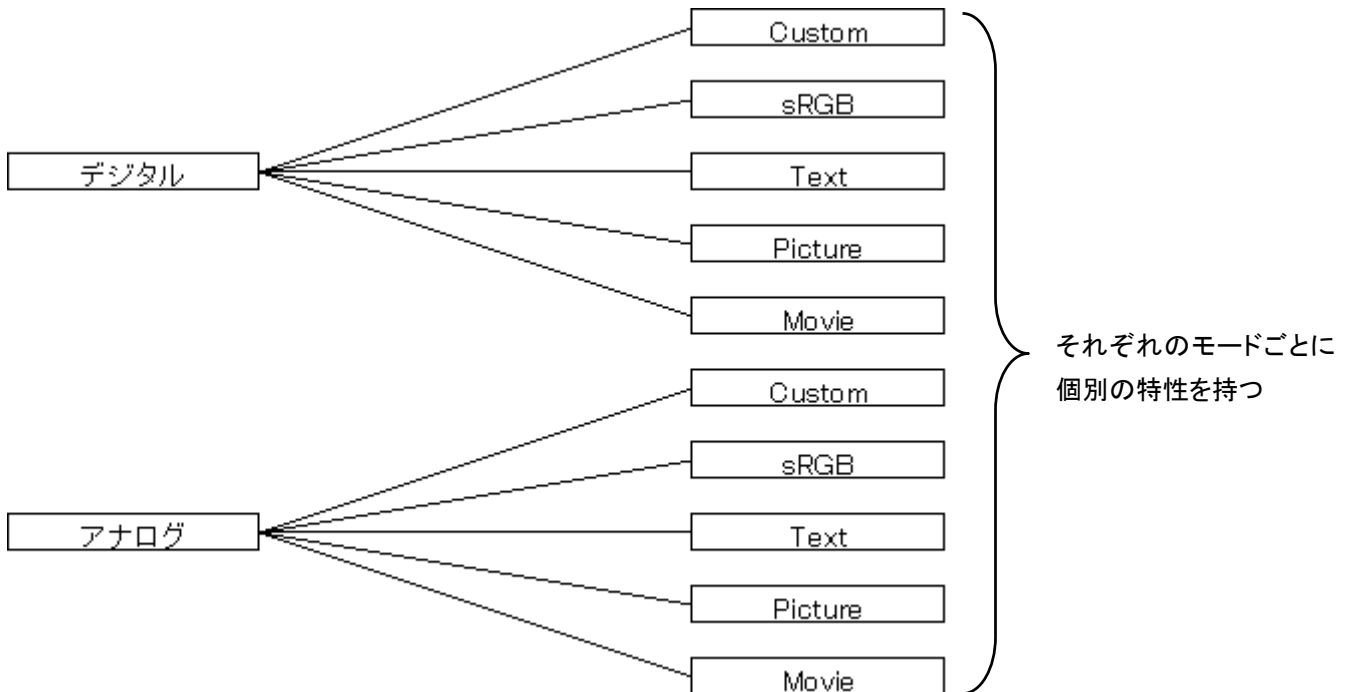 Custom
sRGB
デジタル
Text
Picture
Movie
それぞれのモードごとに
個別の特性を持つ
Custom
sRGB
アナログ
Text
Picture
Movie